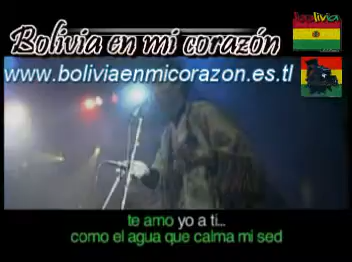 Bolivia en mi corazón
www.boliviaenmicorazon.es.tl
te amo yo a ti...
como el agua que calma mi sed